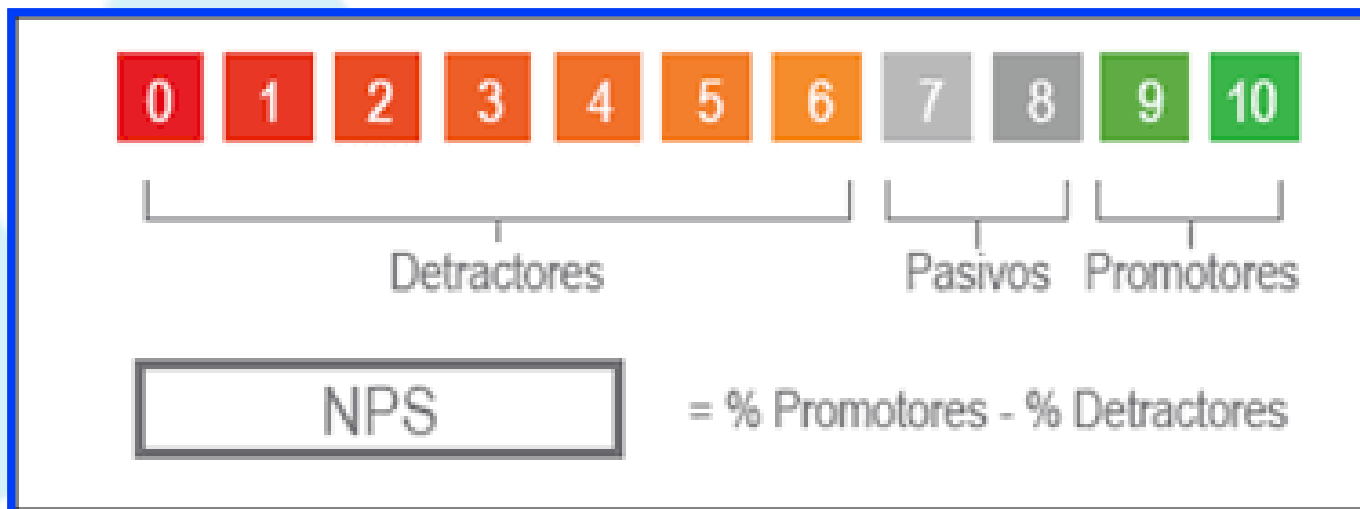 0 1 2 3 4 5 6 7 8 9 10
Detractores Pasivos Promotores
NPS = % Promotores - % Detractores